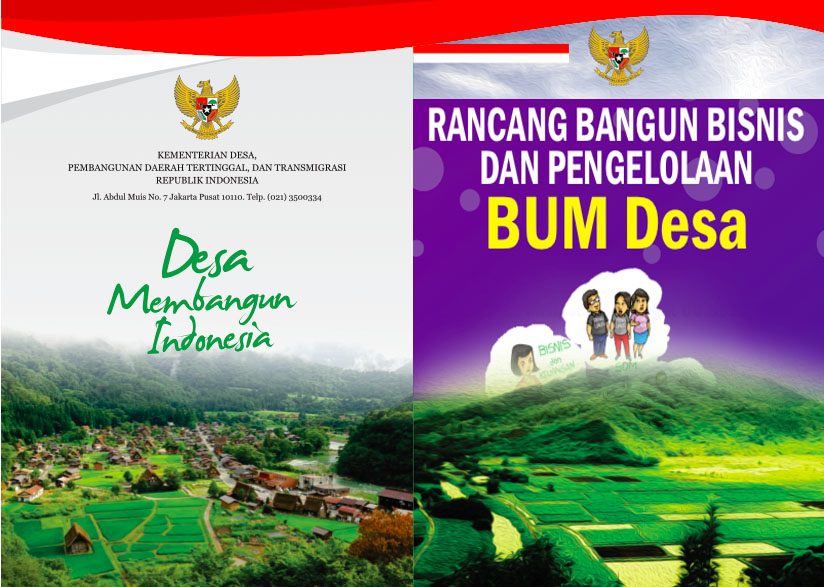 KEMENTERIAN DESA,
PEMBANGUNAN DAERAH TERTINGGAL, DAN TRANSMIGRASI
REPUBLIK INDONESIA
Jl. Abdul Muis No. 7 Jakarta Pusat 10110. Telp. (021) 3500334
Desa
Membangun
Indonesia
RANCANG BANGUN BISNIS
DAN PENGELOLAAN
BUM Desa
BISNIS
dan